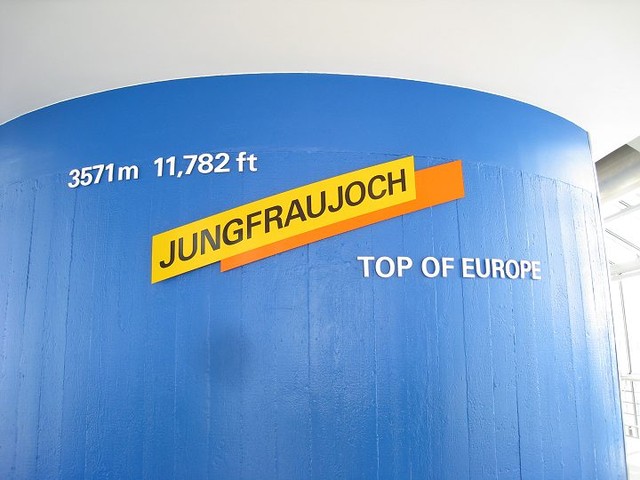 3571m 11,782 ft
JUNGFRAUJOCH
TOP OF EUROPE